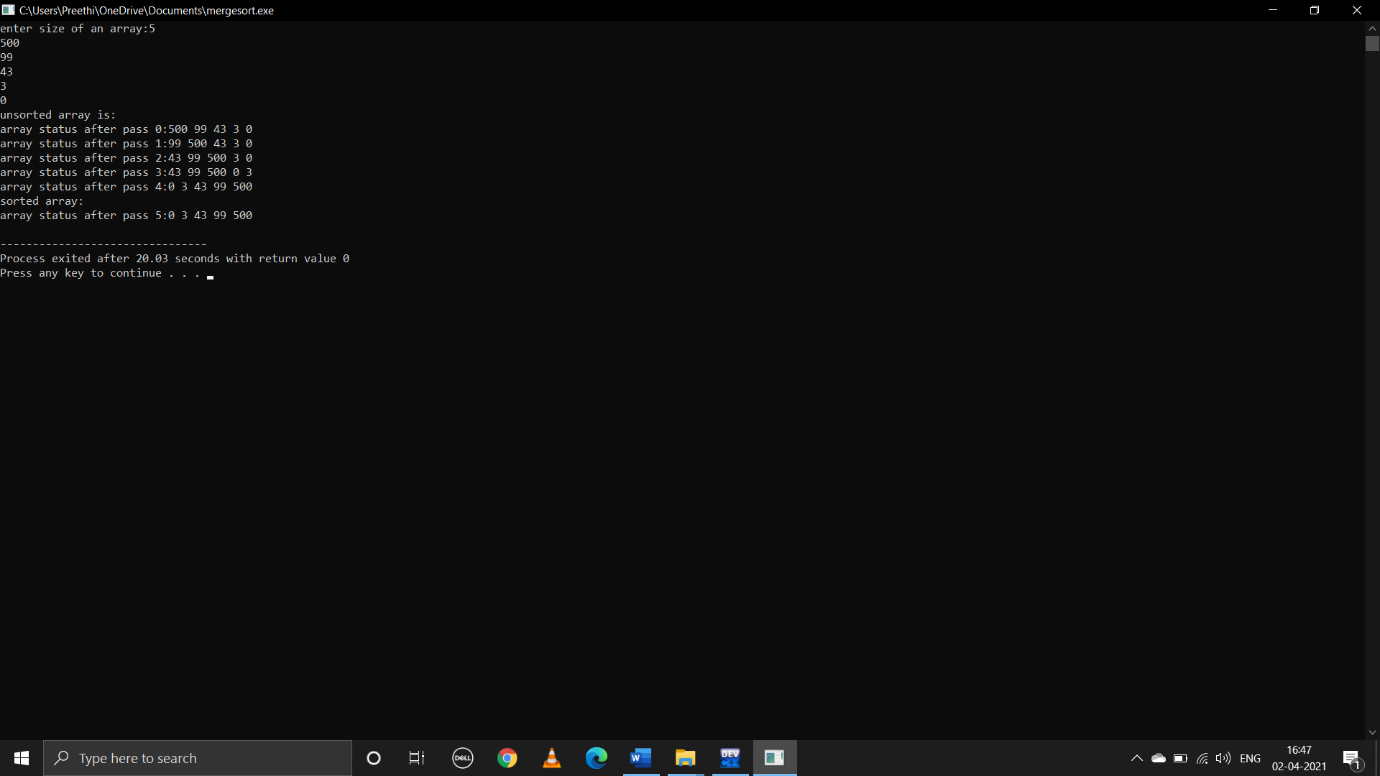 C:\Users\Preethi\OneDrive\Documents\mergesort.exe
enter size of an array:5
500
99
43
3
0
unsorted array is:
array status after pass 0:500 99 43 3 0
array status after pass 1:99 500 43 3 0
array status after pass 2:43 99 500 3 0
array status after pass 3:43 99 500 0 3
array status after pass 4:0 3 43 99 500
sorted array:
array status after pass 5:0 3 43 99 500
--------------------------------
Process exited after 20.03 seconds with return value 0
Press any key to continue . . .
Type here to search
DELL
W
DEV
C++
ENG
16:47
02-04-2021
1